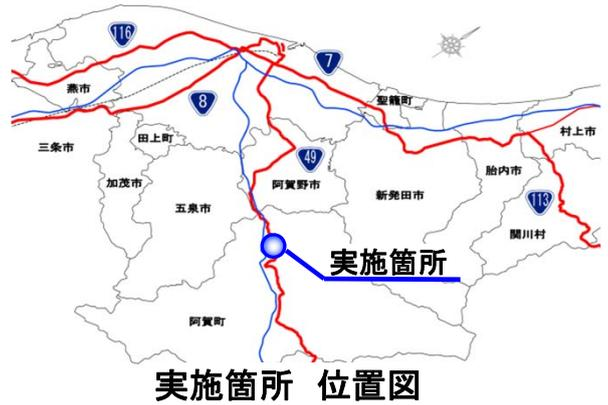 116
7
燕市
8
聖籠町
三条市
田上町
村上市
49
加茂市
阿賀野市
胎内市
五泉市
新発田市
113
関川村
実施箇所
阿賀町
実施箇所 位置図